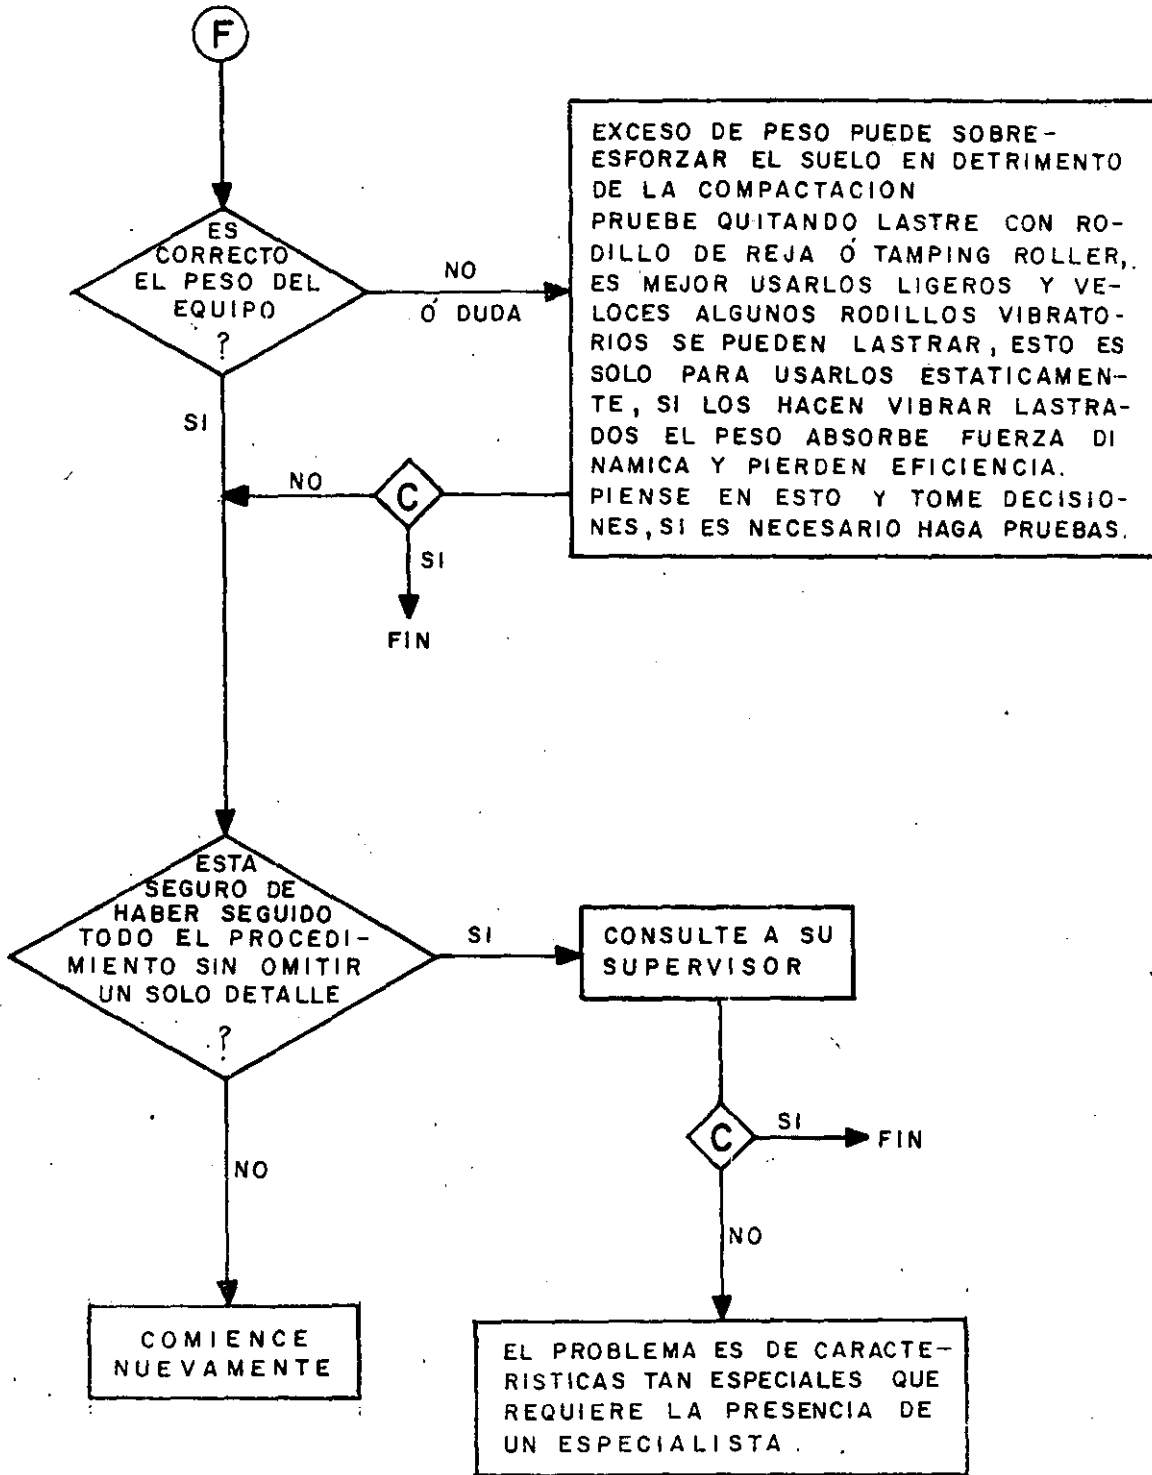 F
ES
CORRECTO
EL PESO DEL
EQUIPO
?
NO
Ó DUDA
EXCESO DE PESO PUEDE SOBRE-
ESFORZAR EL SUELO EN DETRIMENTO
DE LA COMPACTACION
PRUEBE QUITANDO LASTRE CON RO-
DILLO DE REJA Ó TAMPING ROLLER,
ES MEJOR USARLOS LIGEROS Y VE-
LOCES ALGUNOS RODILLOS VIBRATO-
RIOS SE PUEDEN LASTRAR, ESTO ES
SOLO PARA USARLOS ESTATICAMEN-
TE, SI LOS HACEN VIBRAR LASTRA-
DOS EL PESO ABSORBE FUERZA DI
NAMICA Y PIERDEN EFICIENCIA.
PIENSE EN ESTO Y TOME DECISIO-
NES, SI ES NECESARIO HAGA PRUEBAS.
SI
NO
C
SI
FIN
ESTA
SEGURO DE
HABER SEGUIDO
TODO EL PROCEDI-
MIENTO SIN OMITIR
UN SOLO DETALLE
?
SI
CONSULTE A SU
SUPERVISOR
C
SI
FIN
NO
NO
COMIENCE
NUEVAMENTE
EL PROBLEMA ES DE CARACTE-
RISTICAS TAN ESPECIALES QUE
REQUIERE LA PRESENCIA DE
UN ESPECIALISTA.